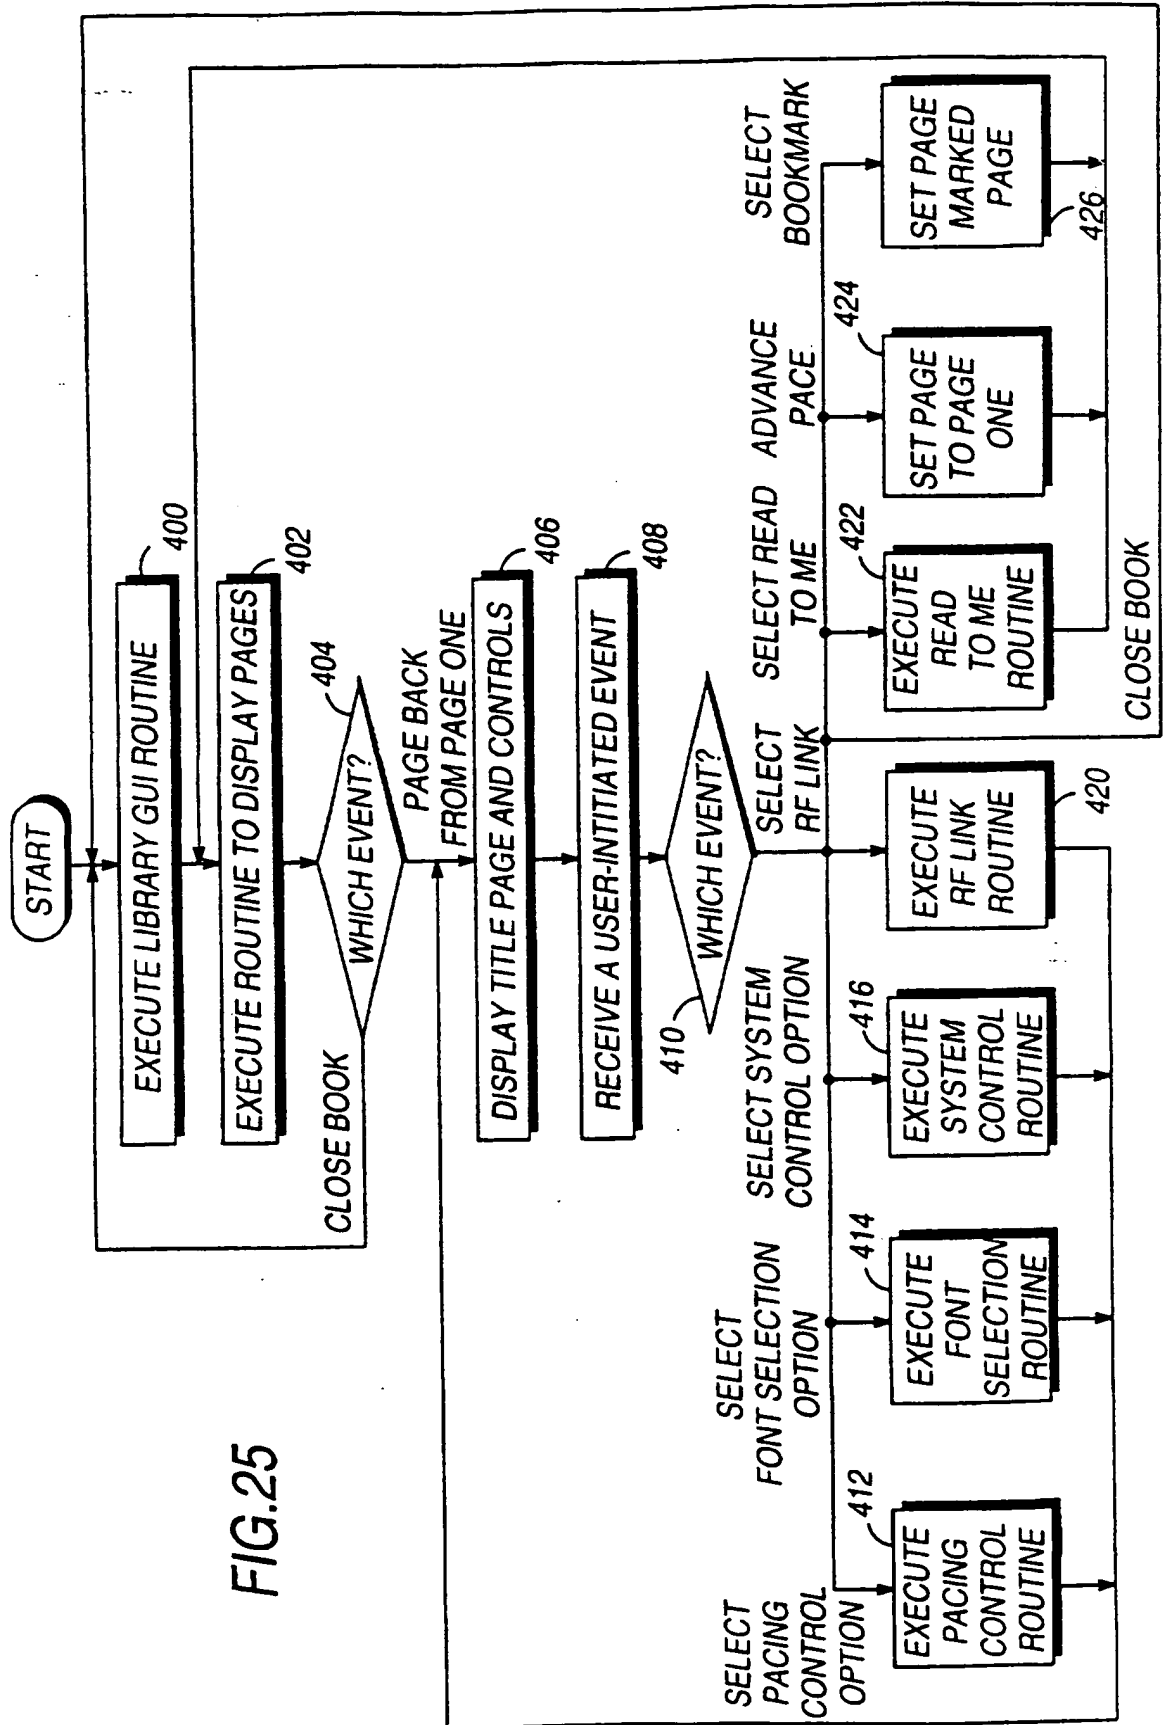 START
EXECUTE LIBRARY GUI ROUTINE
400
EXECUTE ROUTINE TO DISPLAY PAGES
402
WHICH EVENT?
404
CLOSE BOOK
PAGE BACK
FROM PAGE ONE
DISPLAY TITLE PAGE AND CONTROLS
406
RECEIVE A USER-INITIATED EVENT
408
WHICH EVENT?
410
SELECT
PACING
CONTROL
OPTION
SELECT
FONT SELECTION
OPTION
SELECT SYSTEM
CONTROL OPTION
SELECT
RF LINK
SELECT READ
TO ME
ADVANCE
PACE
SELECT
BOOKMARK
EXECUTE
PACING
CONTROL
ROUTINE
412
EXECUTE
FONT
SELECTION
ROUTINE
414
EXECUTE
SYSTEM
CONTROL
ROUTINE
416
EXECUTE
RF LINK
ROUTINE
420
EXECUTE
READ
TO ME
ROUTINE
422
SET PAGE
TO PAGE
ONE
424
SET PAGE
MARKED
PAGE
426
CLOSE BOOK
FIG.25